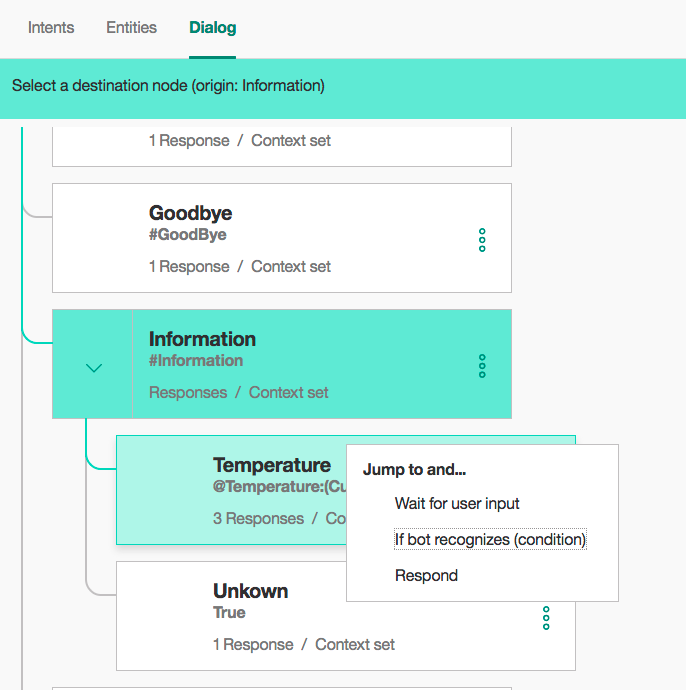 Intents Entities Dialog
Select a destination node (origin: Information)
1 Response / Context set
Goodbye
#GoodBye
1 Response / Context set
Information
#Information
Responses / Context set
Temperature
@Temperature:(Cu
3 Responses / Co
Jump to and...
Wait for user input
If bot recognizes (condition)
Respond
Unkown
True
1 Response / Context set